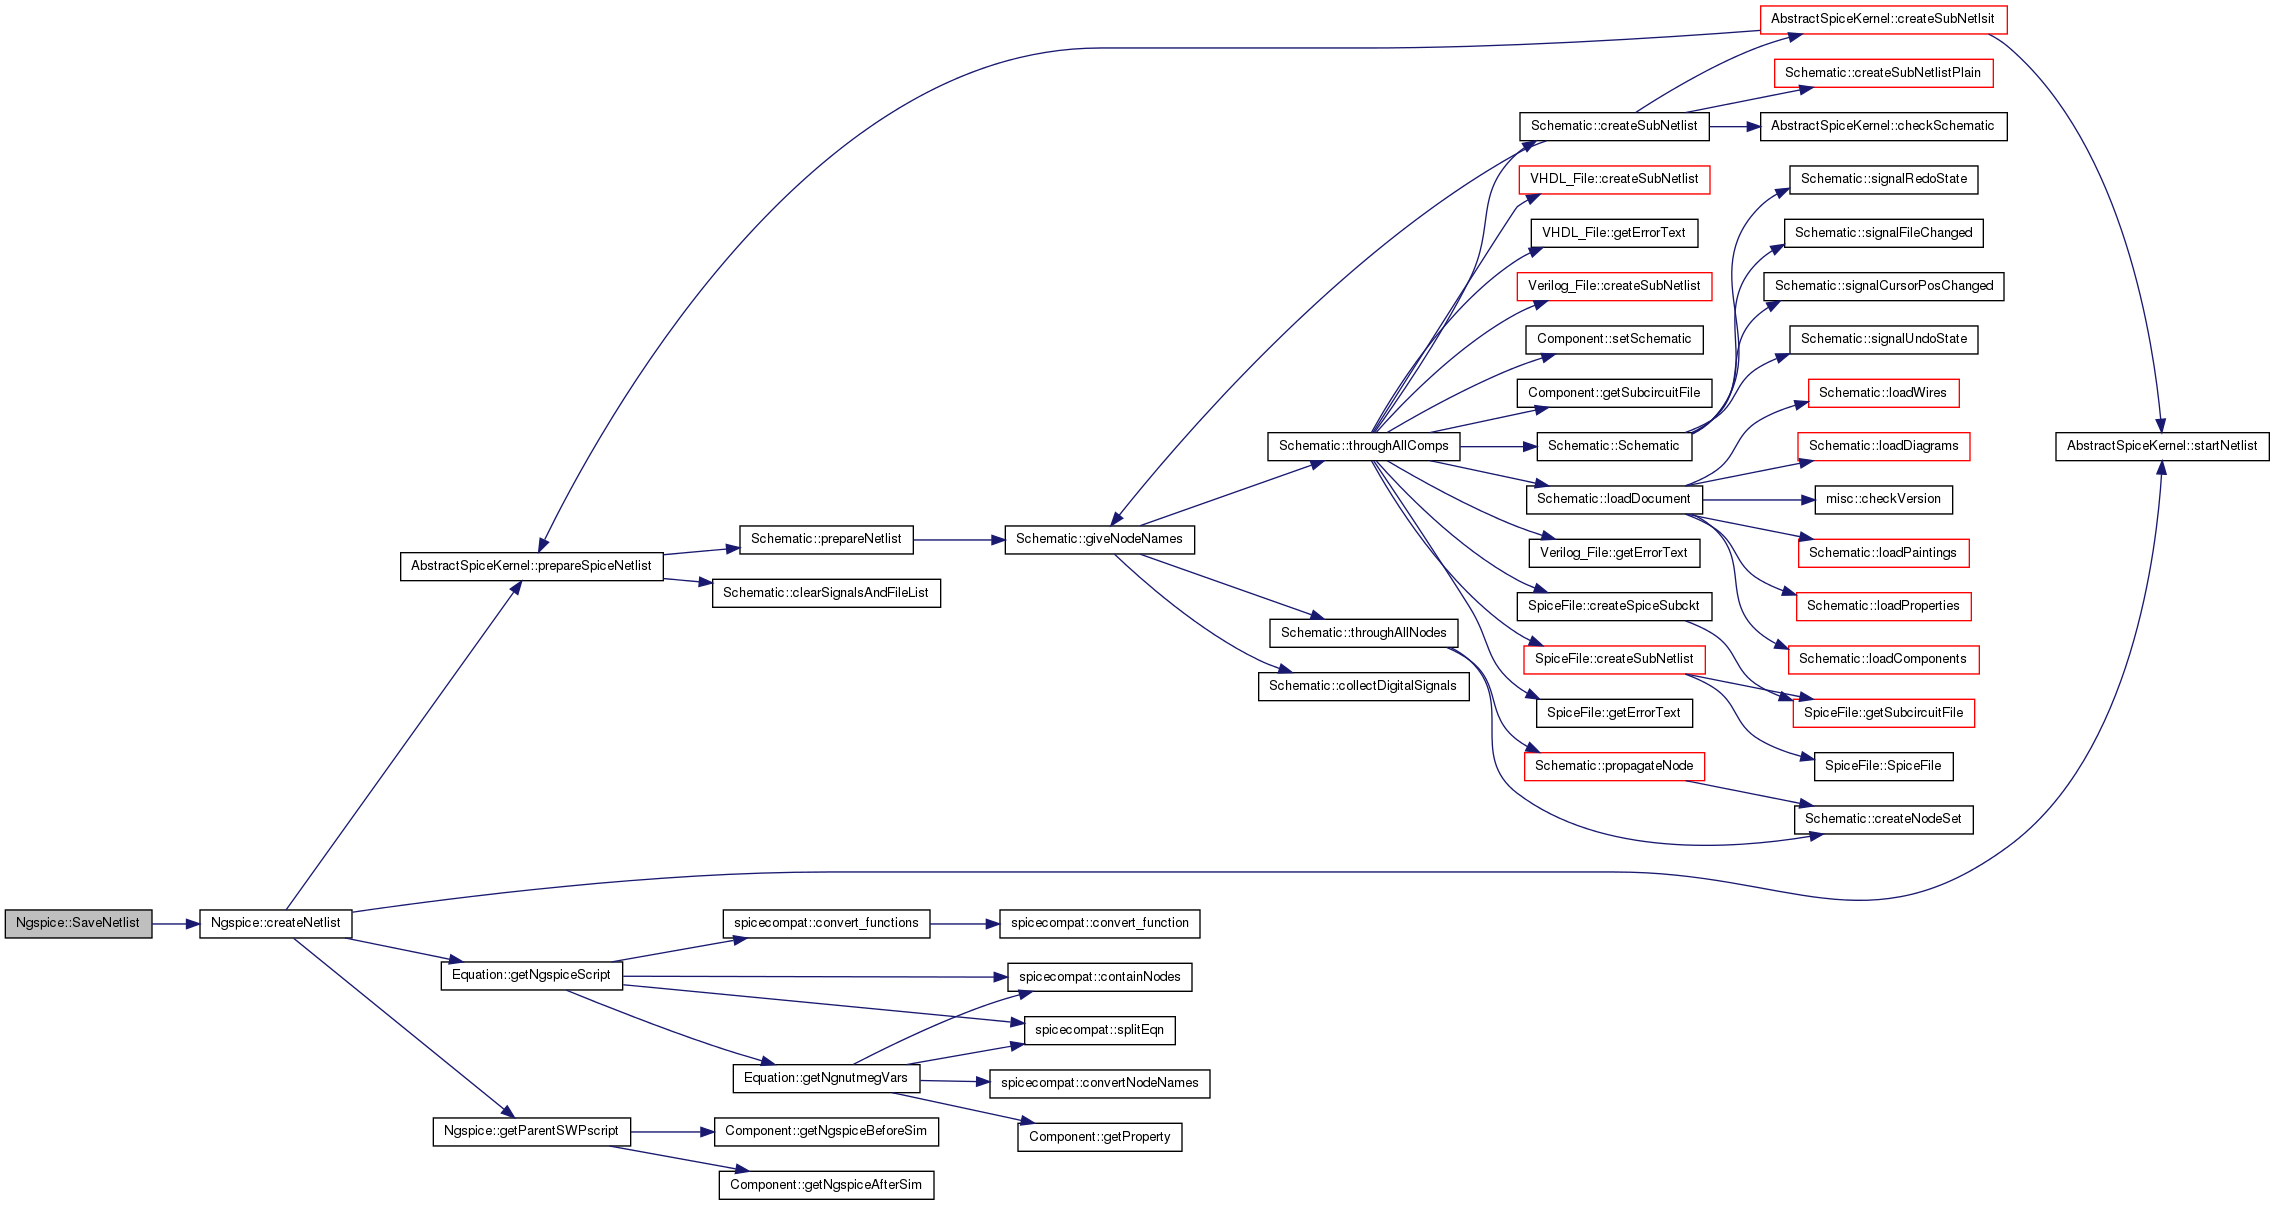 AbstractSpiceKernel::createSubNetlsit
Schematic::createSubNetlistPlain
Schematic::createSubNetlist
AbstractSpiceKernel::checkSchematic
VHDL_File::createSubNetlist
Schematic::signalRedoState
VHDL_File::getErrorText
Schematic::signalFileChanged
Verilog_File::createSubNetlist
Schematic::signalCursorPosChanged
Component::setSchematic
Schematic::signalUndoState
Component::getSubcircuitFile
Schematic::loadWires
Schematic::throughAllComps
Schematic::Schematic
Schematic::loadDiagrams
AbstractSpiceKernel::startNetlist
Schematic::loadDocument
misc::checkVersion
Schematic::prepareNetlist
Schematic::giveNodeNames
Verilog_File::getErrorText
Schematic::loadPaintings
AbstractSpiceKernel::prepareSpiceNetlist
Schematic::clearSignalsAndFileList
SpiceFile::createSpiceSubckt
Schematic::loadProperties
Schematic::throughAllNodes
SpiceFile::createSubNetlist
Schematic::loadComponents
Schematic::collectDigitalSignals
SpiceFile::getErrorText
SpiceFile::getSubcircuitFile
Schematic::propagateNode
SpiceFile::SpiceFile
Schematic::createNodeSet
Ngspice::SaveNetlist
Ngspice::createNetlist
spicecompat::convert_functions
spicecompat::convert_function
Equation::getNgspiceScript
spicecompat::containNodes
spicecompat::splitEqn
Equation::getNgnutmegVars
spicecompat::convertNodeNames
Ngspice::getParentSWPscript
Component::getNgspiceBeforeSim
Component::getProperty
Component::getNgspiceAfterSim